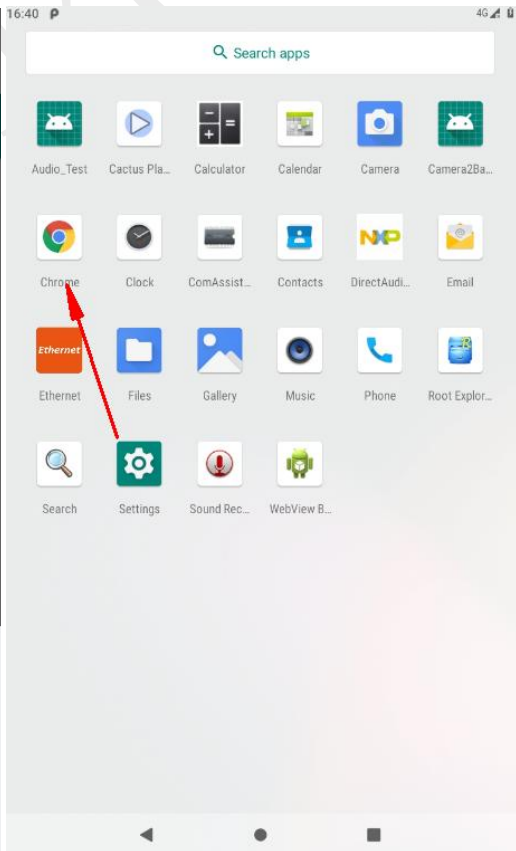 16:40
4G
Search apps
Audio_Test Cactus Pla... Calculator Calendar Camera Camera2Ba...
NXP
Chrome Clock ComAssist... Contacts DirectAudi... Email
Ethernet
Ethernet Files Gallery Music Phone Root Explor...
Search Settings Sound Rec... WebView B...